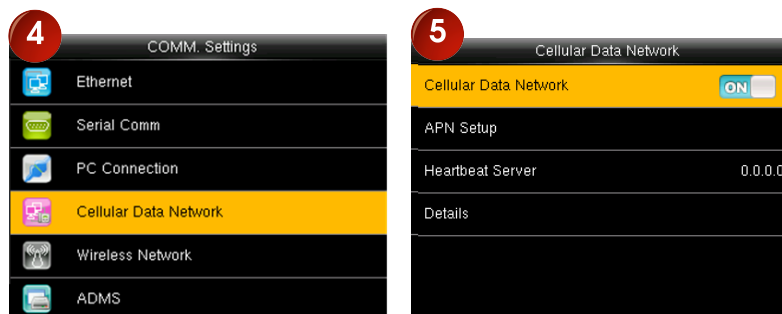 4
COMM. Settings
Ethernet
Serial Comm
PC Connection
Cellular Data Network
Wireless Network
ADMS
5
Cellular Data Network
Cellular Data Network ON
APN Setup
Heartbeat Server 0.0.0.0
Details